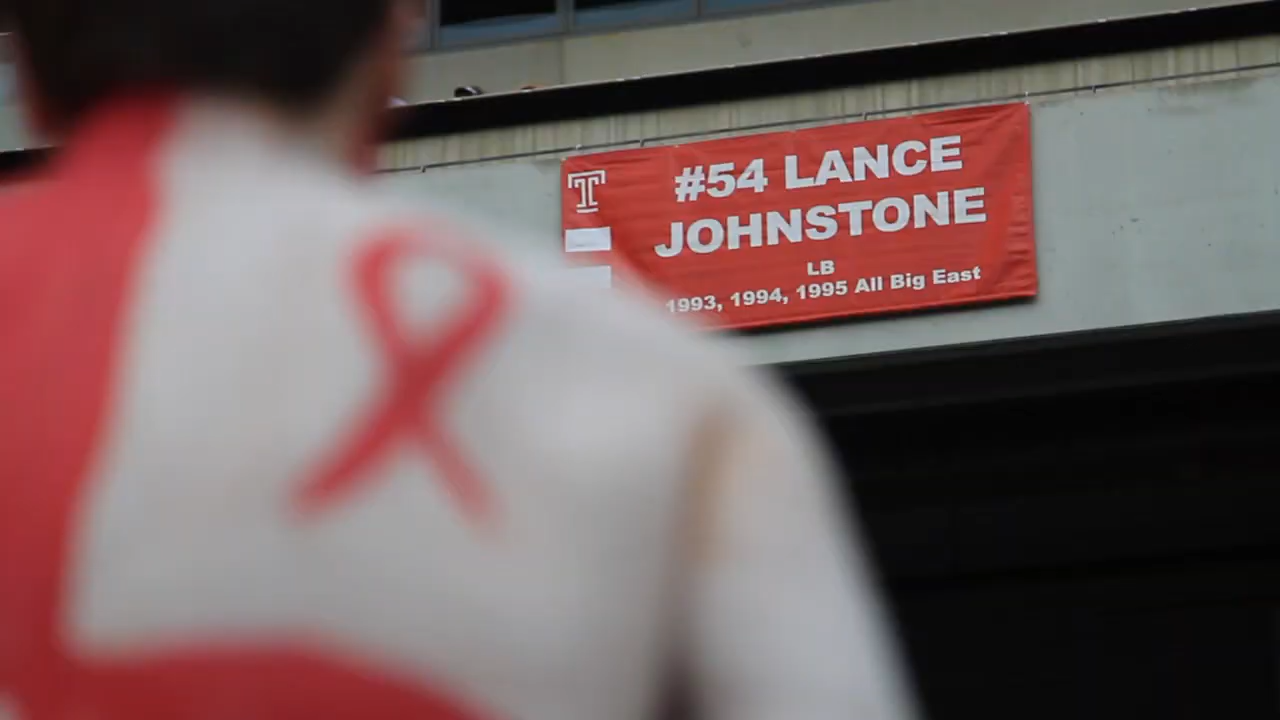 T
#54 LANCE
JOHNSTONE
LB
1993, 1994, 1995 All Big East